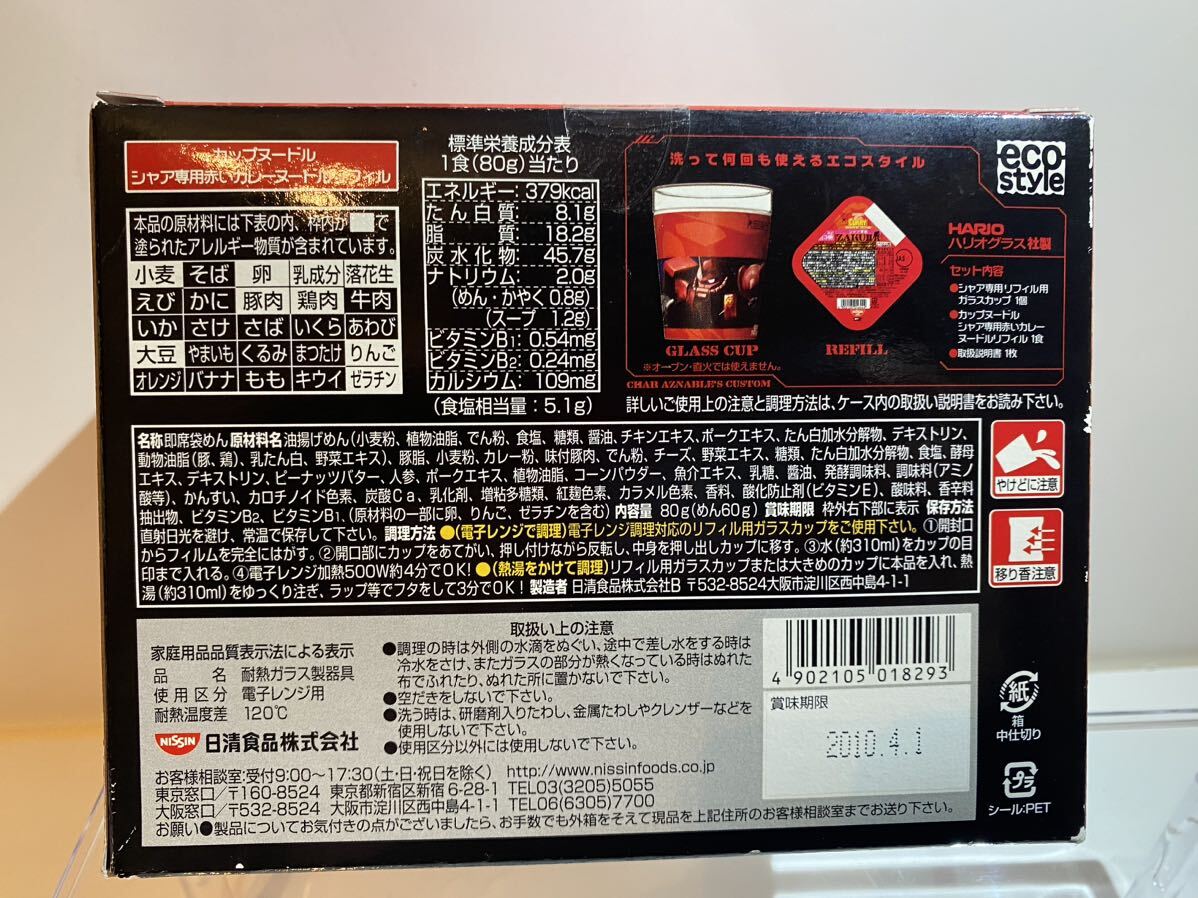 カップヌードル
シャア専用赤いカレーヌードルリフィル
本品の原材料には下表の内、枠内が で
塗られたアレルギー物質が含まれています。
小麦 そば 卵 乳成分 落花生
えび かに 豚肉 鶏肉 牛肉
いか さけ さば いくら あわび
大豆 やまいも くるみ まつたけ りんご
オレンジ バナナ もも キウイ ゼラチン
標準栄養成分表
1食(80g)当たり
エネルギー: 379kcal
たん白質: 8.1g
脂質: 18.2g
炭水化物: 45.7g
ナトリウム: 2.0g
(めん・かやく 0.8g)
(スープ 1.2g)
ビタミンB1: 0.54mg
ビタミンB2: 0.24mg
カルシウム: 109mg
(食塩相当量:5.1g)
洗って何回も使えるエコスタイル
GLASS CUP
REFILL
※オーブン・直火では使えません。
CHAR AZNABLE'S CUSTOM
eco-
style
HARIO
ハリオグラス社製
セット内容
●シャア専用リフィル用
ガラスカップ 1個
●カップヌードル
シャア専用赤いカレー
ヌードルリフィル 1食
●取扱説明書 1枚
詳しいご使用上の注意と調理方法は、ケース内の取扱い説明書をお読み下さい。
名称即席袋めん 原材料名油揚げめん(小麦粉、植物油脂、でん粉、食塩、糖類、醤油、チキンエキス、ポークエキス、たん白加水分解物、デキストリン、
動物油脂(豚、鶏)、乳たん白、野菜エキス)、豚脂、小麦粉、カレー粉、味付豚肉、でん粉、チーズ、野菜エキス、糖類、たん白加水分解物、食塩、酵母
エキス、デキストリン、ピーナッツバター、人参、ポークエキス、植物油脂、コーンパウダー、魚介エキス、乳糖、醤油、発酵調味料、調味料(アミノ
酸等)、かんすい、カロチノイド色素、炭酸Ca、乳化剤、増粘多糖類、紅麹色素、カラメル色素、香料、酸化防止剤(ビタミンE)、酸味料、香辛料
抽出物、ビタミンB2、ビタミンB1、(原材料の一部に卵、りんご、ゼラチンを含む) 内容量 80g(めん60g) 賞味期限 枠外右下部に表示 保存方法
直射日光を避け、常温で保存して下さい。 調理方法 ●(電子レンジで調理)電子レンジ調理対応のリフィル用ガラスカップをご使用下さい。①開封口
からフィルムを完全にはがす。②開口部にカップをあてがい、押し付けながら反転し、中身を押し出しカップに移す。③水(約310ml)をカップの目
印まで入れる。④電子レンジ加熱500W約4分でOK! ●(熱湯をかけて調理)リフィル用ガラスカップまたは大きめのカップに本品を入れ、熱
湯(約310ml)をゆっくり注ぎ、ラップ等でフタをして3分でOK! 製造者 日清食品株式会社B 〒532-8524大阪市淀川区西中島4-1-1
やけどに注意
移り香注意
家庭用品品質表示法による表示
品名 耐熱ガラス製器具
使用区分 電子レンジ用
耐熱温度差 120℃
NISSIN 日清食品株式会社
取扱い上の注意
●調理の時は外側の水滴をぬぐい、途中で差し水をする時は
冷水をさけ、またガラスの部分が熱くなっている時はぬれた
布でふれたり、ぬれた所に置かないで下さい。
●空だきをしないで下さい。
●洗う時は、研磨剤入りたわし、金属たわしやクレンザーなどを
使用しないで下さい。
●使用区分以外には使用しないで下さい。
お客様相談室:受付9:00〜17:30(土・日・祝日を除く) http://www.nissinfoods.co.jp
東京窓口/〒160-8524 東京都新宿区新宿 6-28-1 TEL03(3205)5055
大阪窓口/〒532-8524 大阪市淀川区西中島4-1-1 TEL06(6305)7700
お願い●製品についてお気付きの点がございましたら、お手数でも外箱をそえて現品を上記住所のお客様相談室までお送り下さい。
4 902105 018293
賞味期限
2010.4.1
紙
箱
中仕切り
プラ
シール:PET